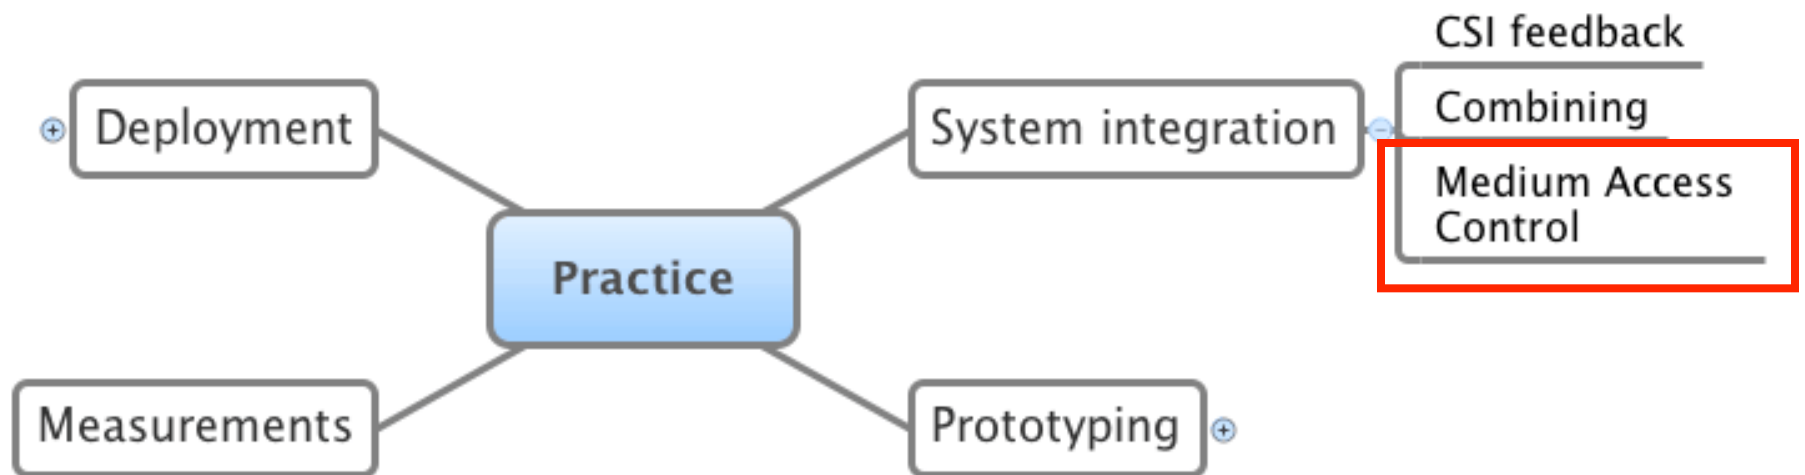 CSI feedback
Deployment
System integration
Combining
Medium Access
Control
Practice
Measurements
Prototyping